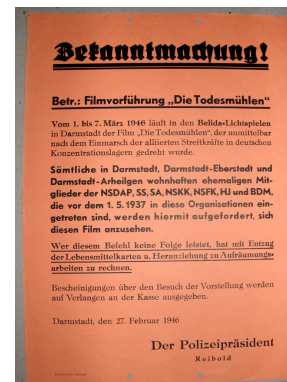 Bekanntmachung!
Betr.: Filmvorführung „Die Todesmühlen"
Vom 1. bis 7. März 1946 läuft in den Belida-Lichtspielen
in Darmstadt der Film „Die Todesmühlen", der unmittelbar
nach dem Einmarsch der alliierten Streitkräfte in deutschen
Konzentrationslagern gedreht wurde.
Sämtliche in Darmstadt, Darmstadt-Eberstadt und
Darmstadt-Arheilgen wohnhaften ehemaligen Mit-
glieder der NSDAP, SS, SA, NSKK, NSFK, HJ und BDM,
die vor dem 1. 5. 1937 in diese Organisationen ein-
getreten sind, werden hiermit aufgefordert, sich
diesen Film anzusehen.
Wer diesem Befehl keine Folge leistet, hat mit Entzug
der Lebensmittelkarten u. Heranziehung zu Aufräumungs-
arbeiten zu rechnen.
Bescheinigungen über den Besuch der Vorstellung werden
auf Verlangen an der Kasse ausgegeben.
Darmstadt, den 27. Februar 1946
Der Polizeipräsident
Reibold